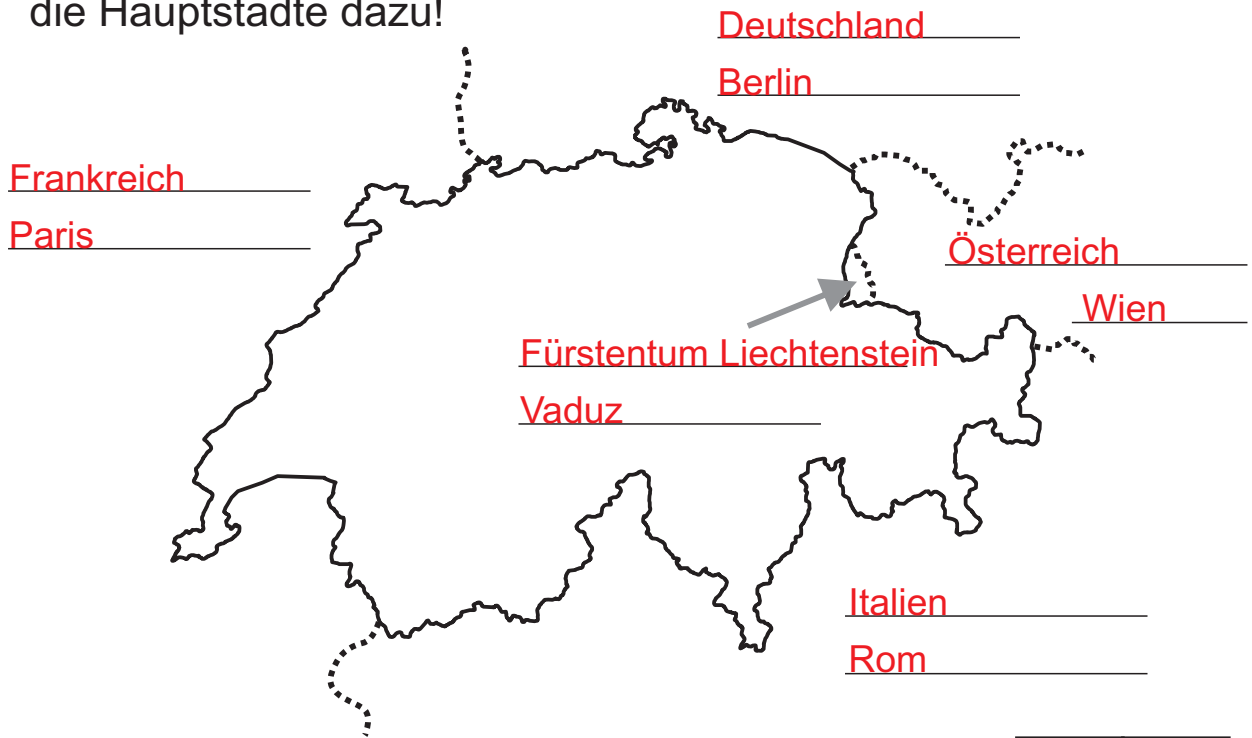 die Hauptstädte dazu!
Deutschland
Berlin
Frankreich
Paris
Österreich
Wien
Fürstentum Liechtenstein
Vaduz
Italien
Rom